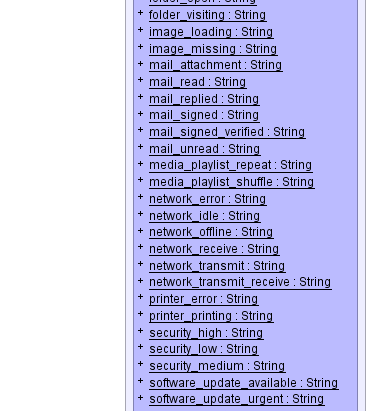 + folder_open : String
+ folder_visiting : String
+ image_loading : String
+ image_missing : String
+ mail_attachment : String
+ mail_read : String
+ mail_replied : String
+ mail_signed : String
+ mail_signed_verified : String
+ mail_unread : String
+ media_playlist_repeat : String
+ media_playlist_shuffle : String
+ network_error : String
+ network_idle : String
+ network_offline : String
+ network_receive : String
+ network_transmit : String
+ network_transmit_receive : String
+ printer_error : String
+ printer_printing : String
+ security_high : String
+ security_low : String
+ security_medium : String
+ software_update_available : String
+ software_update_urgent : String